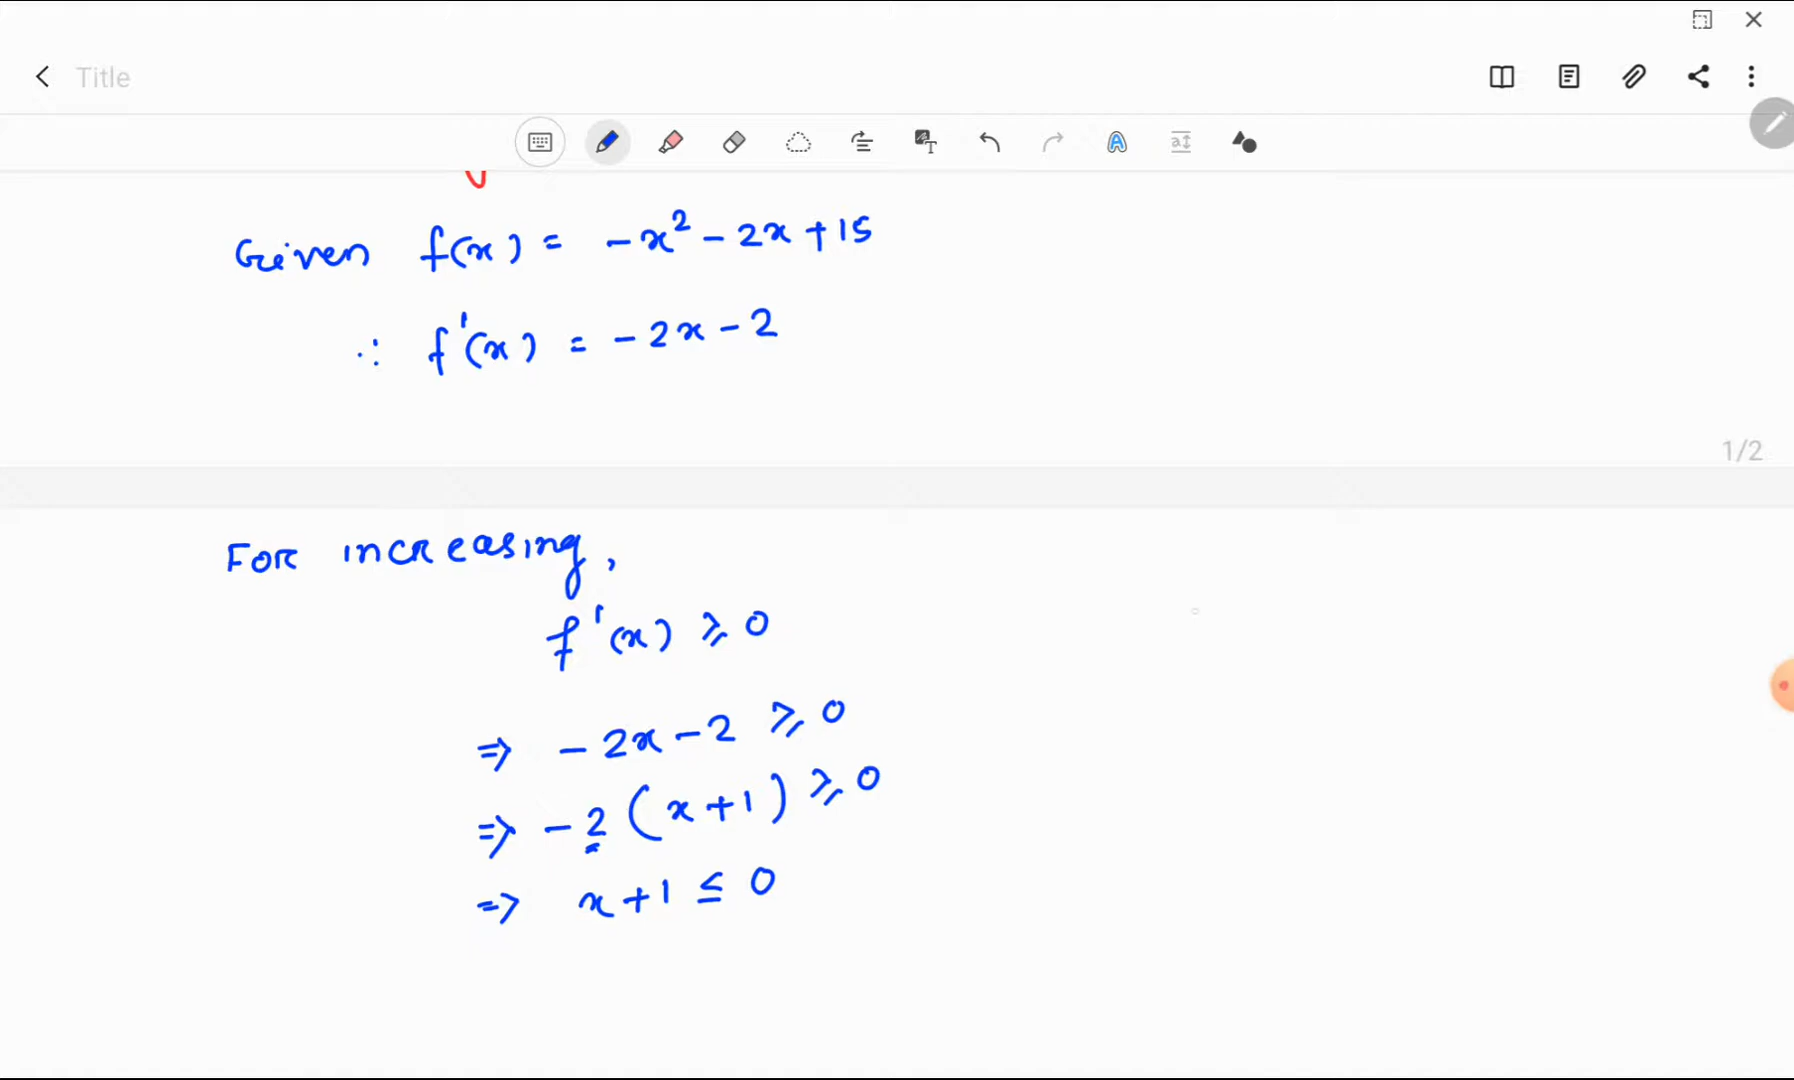 Title
Given f(x) = -x² - 2x + 15
∴ f'(x) = -2x - 2
1/2
For increasing,
f'(x) ⩾ 0
⇒ -2x - 2 ⩾ 0
⇒ -2 (x+1) ⩾ 0
⇒ x+1 ≤ 0